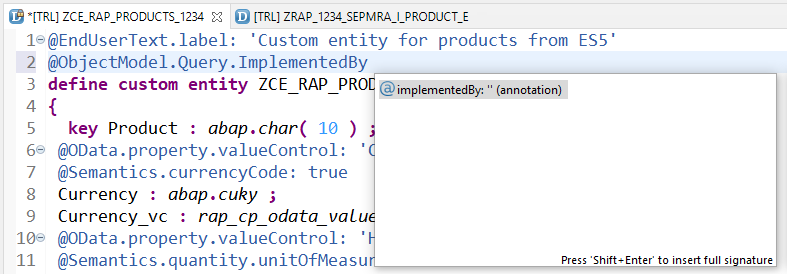 *[TRL] ZCE_RAP_PRODUCTS_1234 [TRL] ZRAP_1234_SEPMRA_I_PRODUCT_E
1 @EndUserText.label: 'Custom entity for products from ES5'
2 @ObjectModel.Query.ImplementedBy
3 define custom entity ZCE_RAP_PROD
@ implementedBy: '' (annotation)
4 {
5 key Product : abap.char( 10 ) ;
6 @OData.property.valueControl: '
7 @Semantics.currencyCode: true
8 Currency : abap.cuky ;
9 Currency_vc : rap_cp_odata_value
10 @OData.property.valueControl: '
11 @Semantics.quantity.unitOfMeasur
Press 'Shift+Enter' to insert full signature